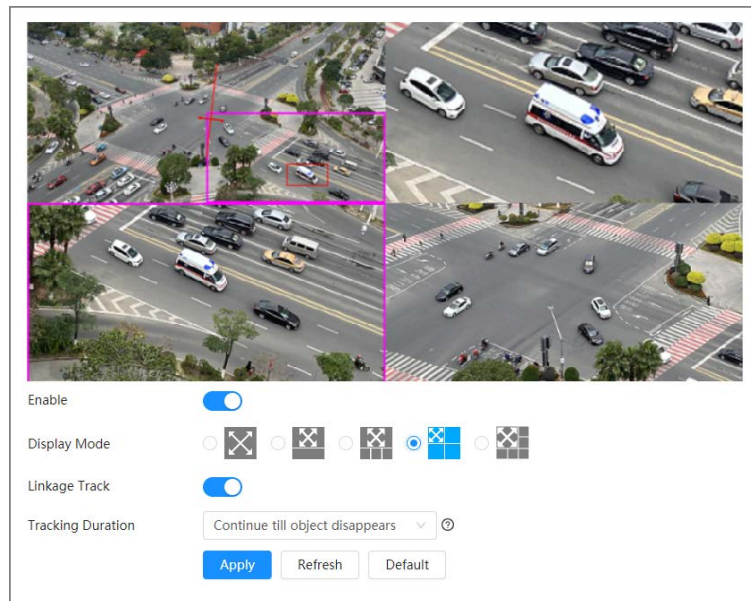 Enable
Display Mode
Linkage Track
Tracking Duration Continue till object disappears
Apply Refresh Default